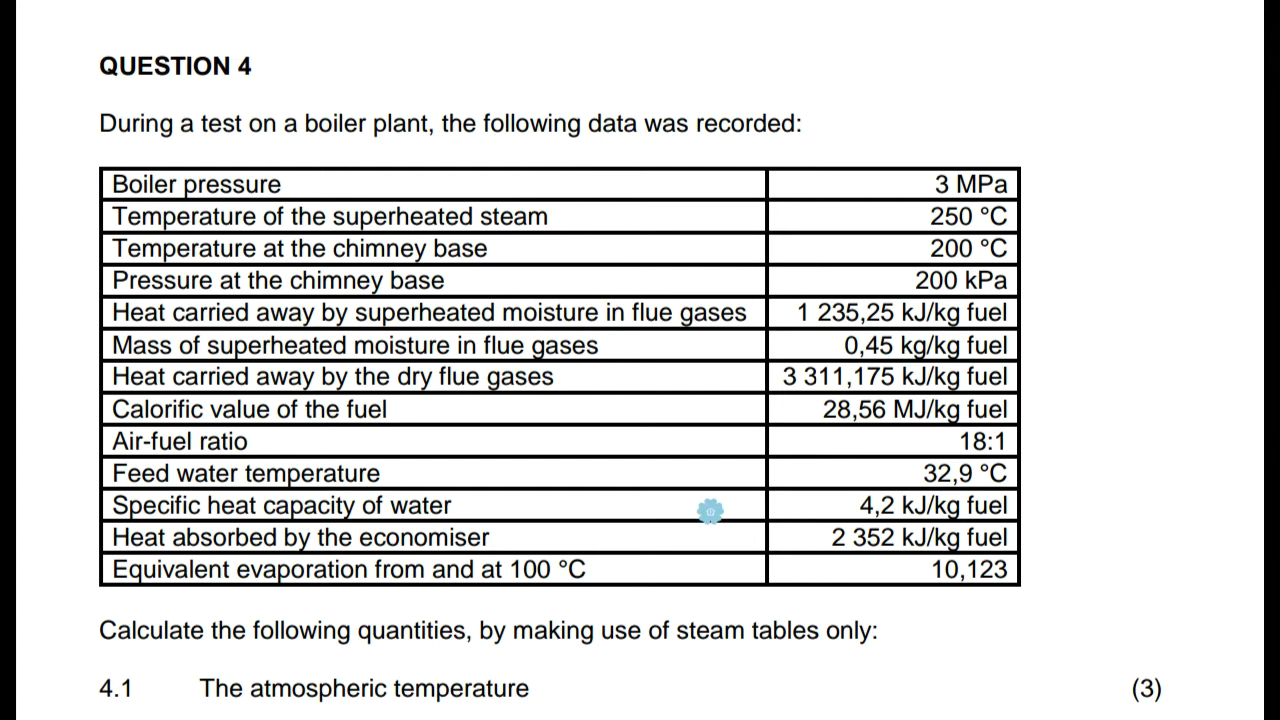 QUESTION 4
During a test on a boiler plant, the following data was recorded:
Boiler pressure 3 MPa
Temperature of the superheated steam 250 °C
Temperature at the chimney base 200 °C
Pressure at the chimney base 200 kPa
Heat carried away by superheated moisture in flue gases 1 235,25 kJ/kg fuel
Mass of superheated moisture in flue gases 0,45 kg/kg fuel
Heat carried away by the dry flue gases 3 311,175 kJ/kg fuel
Calorific value of the fuel 28,56 MJ/kg fuel
Air-fuel ratio 18:1
Feed water temperature 32,9 °C
Specific heat capacity of water 4,2 kJ/kg fuel
Heat absorbed by the economiser 2 352 kJ/kg fuel
Equivalent evaporation from and at 100 °C 10,123
Calculate the following quantities, by making use of steam tables only:
4.1 The atmospheric temperature (3)